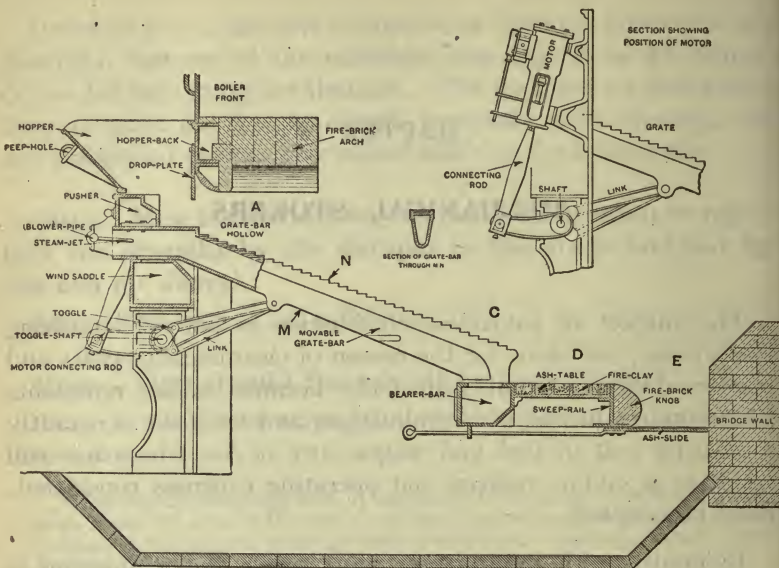 SECTION SHOWING
POSITION OF MOTOR
MOTOR
GRATE
CONNECTING
ROD
SHAFT
LINK
SECTION OF GRATE-BAR
THROUGH M N
BOILER
FRONT
HOPPER
PEEP-HOLE
HOPPER-BACK
FIRE-BRICK
ARCH
DROP-PLATE
A
PUSHER
GRATE-BAR
HOLLOW
BLOWER-PIPE
STEAM-JET
N
WIND SADDLE
C
TOGGLE
M
MOVABLE
GRATE-BAR
D
E
TOGGLE-SHAFT
LINK
MOTOR CONNECTING ROD
ASH-TABLE
FIRE-CLAY
BEARER-BAR
SWEEP-RAIL
FIRE-BRICK
KNOB
BRIDGE WALL
ASH-SLIDE